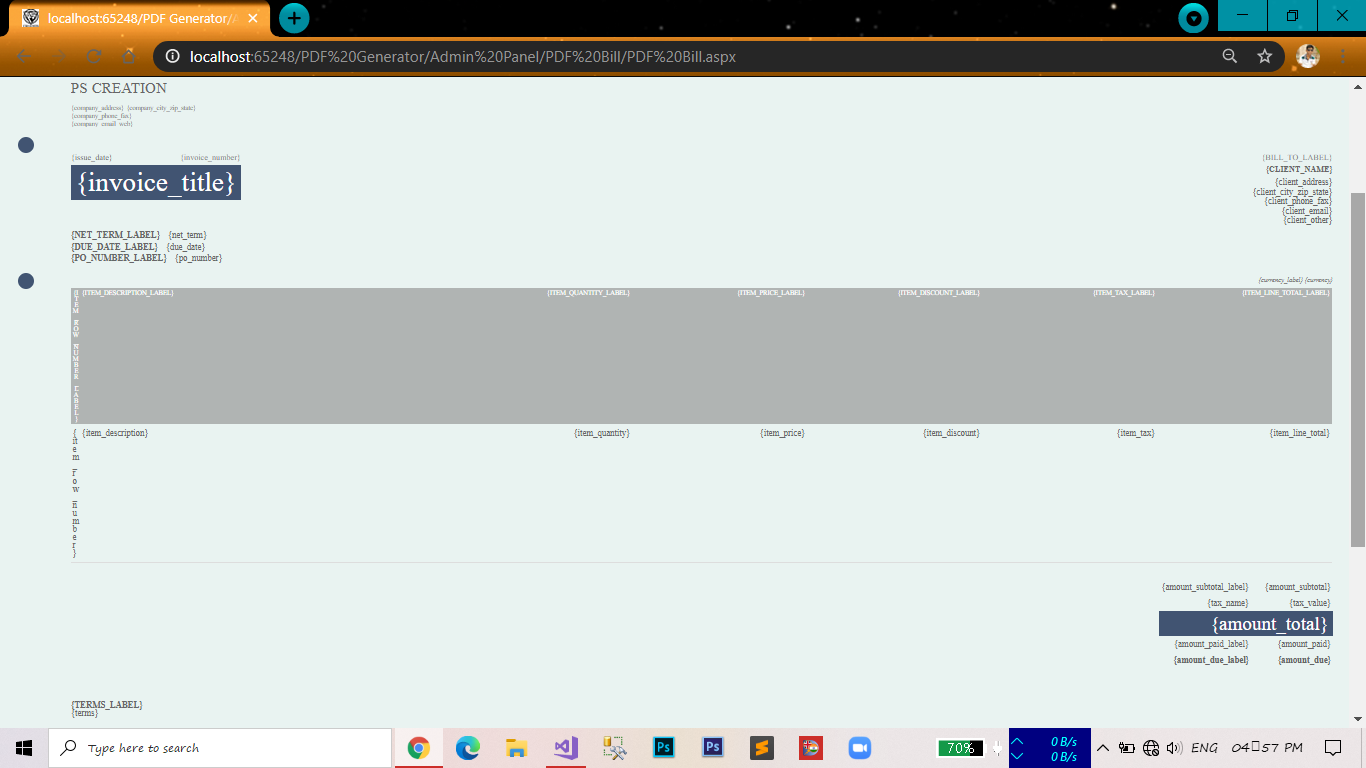 localhost:65248/PDF Generator/A
localhost:65248/PDF%20Generator/Admin%20Panel/PDF%20Bill/PDF%20Bill.aspx
PS CREATION
{company_address} {company_city_zip_state}
{company_phone_fax}
{company_email_web}
{issue_date} {invoice_number}
{invoice_title}
{BILL_TO_LABEL}
{CLIENT_NAME}
{client_address}
{client_city_zip_state}
{client_phone_fax}
{client_email}
{client_other}
{NET_TERM_LABEL} {net_term}
{DUE_DATE_LABEL} {due_date}
{PO_NUMBER_LABEL} {po_number}
{currency_label} {currency}
{ITEM_ROW_NUMBER_LABEL} {ITEM_DESCRIPTION_LABEL} {ITEM_QUANTITY_LABEL} {ITEM_PRICE_LABEL} {ITEM_DISCOUNT_LABEL} {ITEM_TAX_LABEL} {ITEM_LINE_TOTAL_LABEL}
{item_row_number} {item_description} {item_quantity} {item_price} {item_discount} {item_tax} {item_line_total}
{amount_subtotal_label} {amount_subtotal}
{tax_name} {tax_value}
{amount_total}
{amount_paid_label} {amount_paid}
{amount_due_label} {amount_due}
{TERMS_LABEL}
{terms}
Type here to search
Ps
Ps
70%
0 B/s
0 B/s
ENG
04▯57 PM